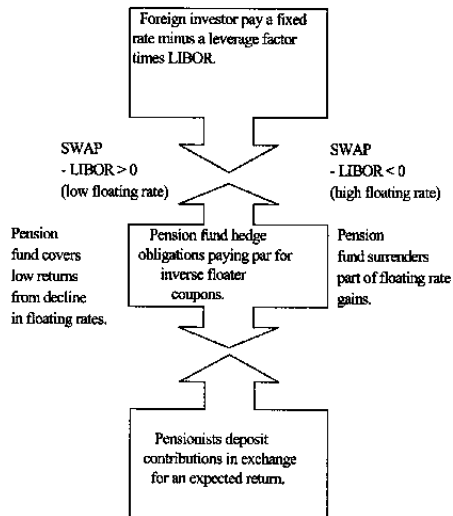 Foreign investor pay a fixed
rate minus a leverage factor
times LIBOR.
SWAP
- LIBOR > 0
(low floating rate)
SWAP
- LIBOR < 0
(high floating rate)
Pension
fund covers
low returns
from decline
in floating rates.
Pension fund hedge
obligations paying par for
inverse floater
coupons.
Pension
fund surrenders
part of floating rate
gains.
Pensionists deposit
contributions in exchange
for an expected return.